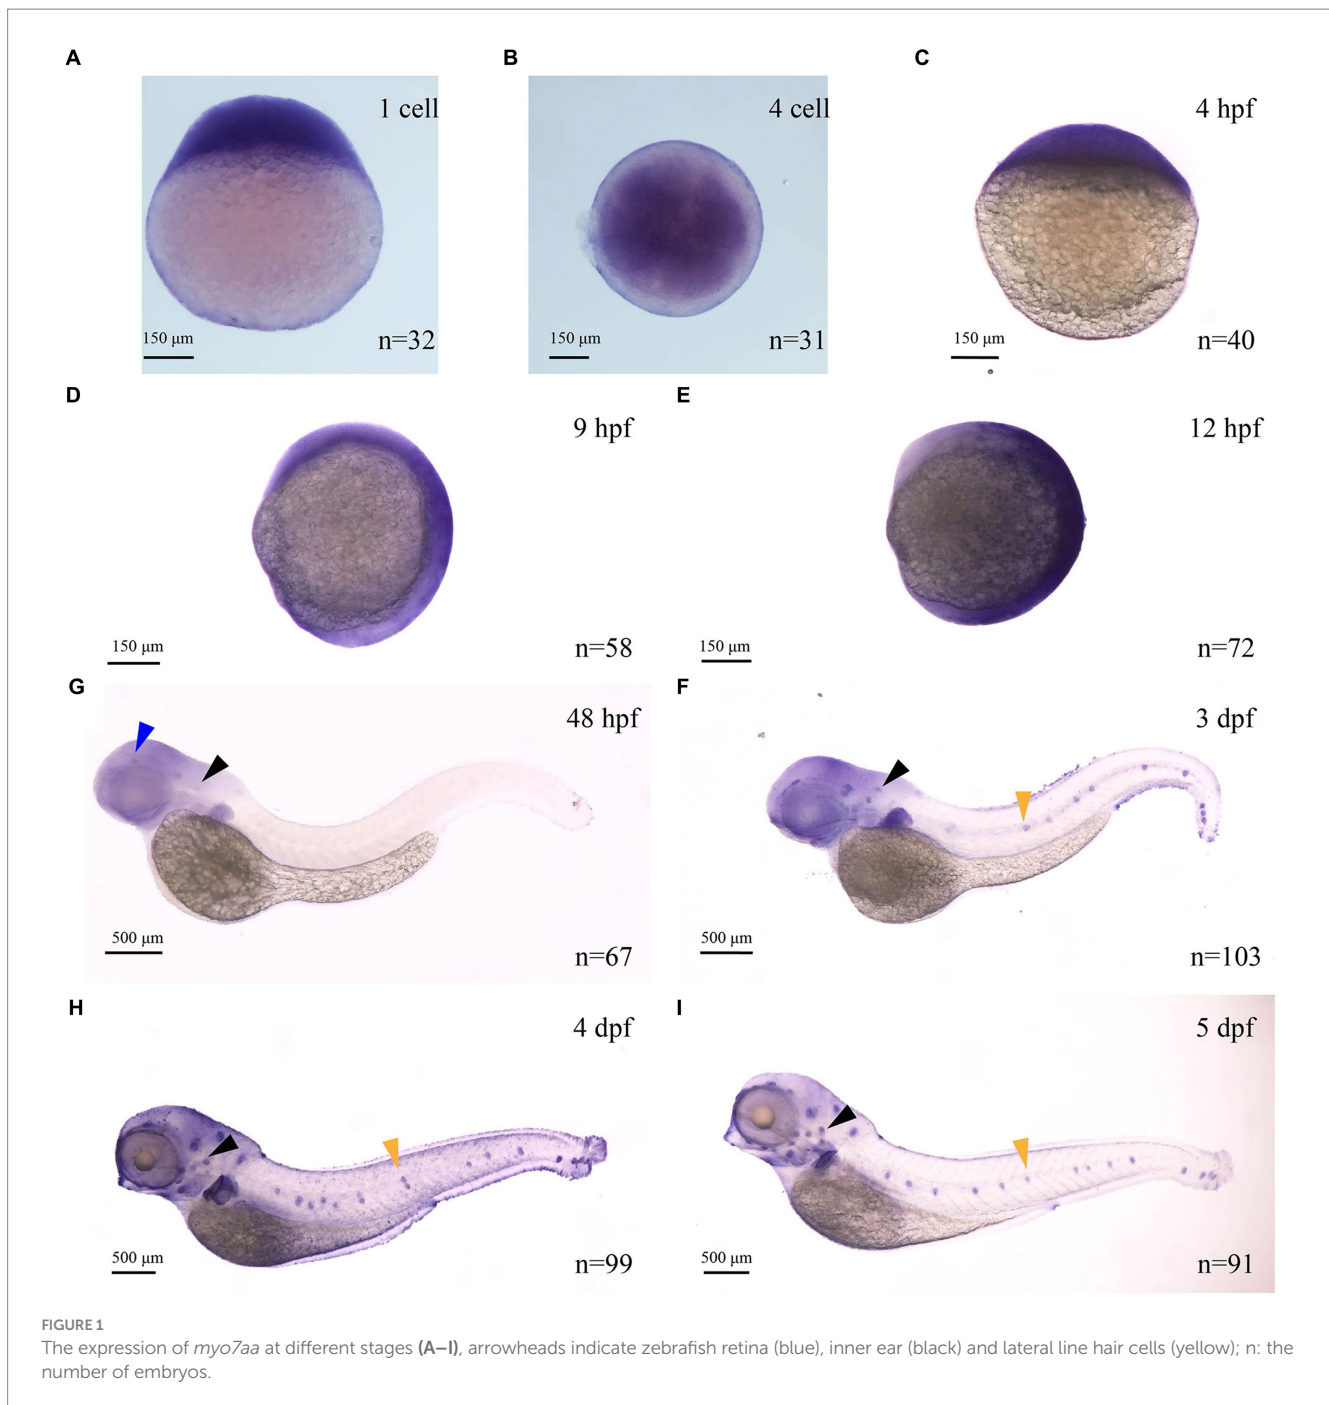 A
1 cell
150 μm
n=32
B
4 cell
150 μm
n=31
C
4 hpf
150 μm
n=40
D
9 hpf
150 μm
n=58
E
12 hpf
150 μm
n=72
G
48 hpf
500 μm
n=67
F
3 dpf
500 μm
n=103
H
4 dpf
500 μm
n=99
I
5 dpf
500 μm
n=91
FIGURE 1
The expression of myo7aa at different stages (A–I), arrowheads indicate zebrafish retina (blue), inner ear (black) and lateral line hair cells (yellow); n: the
number of embryos.